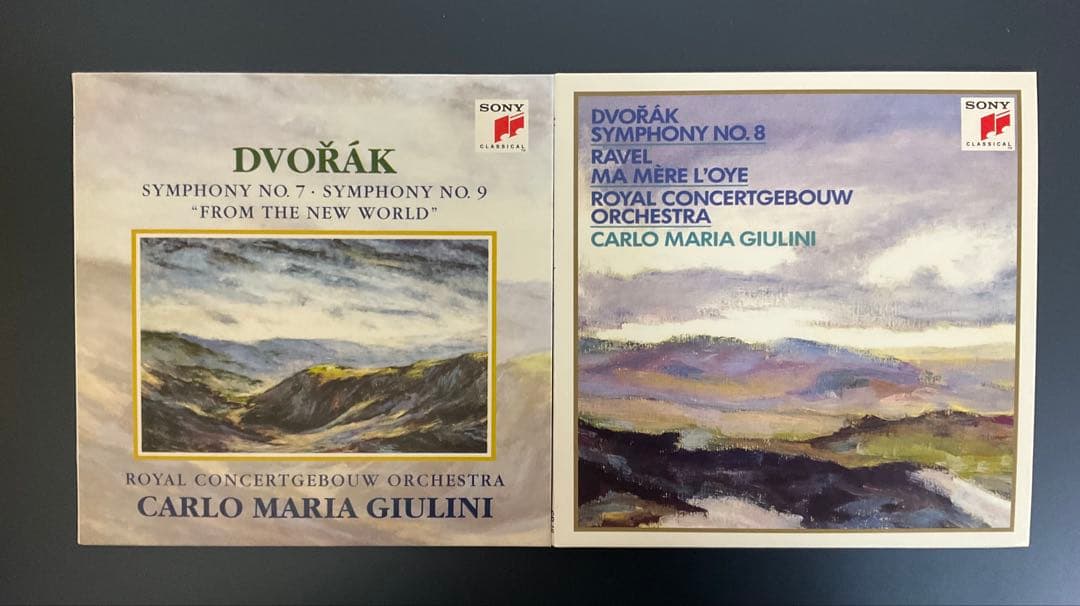 SONY
CLASSICAL
DVOŘÁK
SYMPHONY NO. 7 · SYMPHONY NO. 9
“FROM THE NEW WORLD”
ROYAL CONCERTGEBOUW ORCHESTRA
CARLO MARIA GIULINI
DVOŘÁK
SYMPHONY NO. 8
RAVEL
MA MÈRE L'OYE
ROYAL CONCERTGEBOUW
ORCHESTRA
CARLO MARIA GIULINI
SONY
CLASSICAL